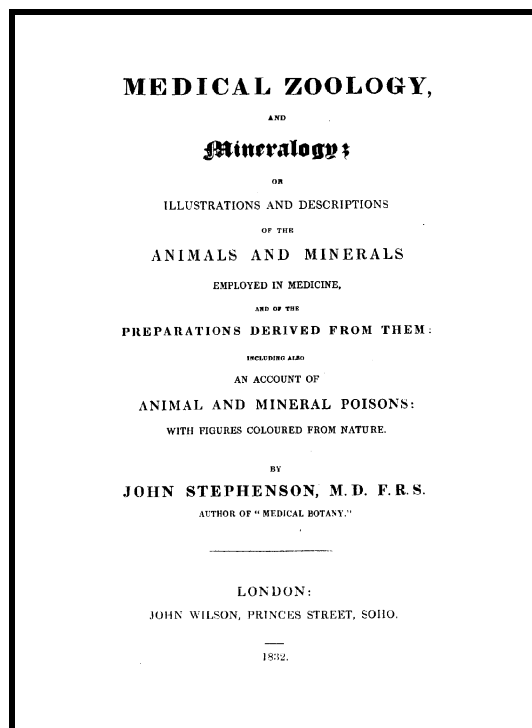 MEDICAL ZOOLOGY,
AND
Mineralogy;
OR
ILLUSTRATIONS AND DESCRIPTIONS
OF THE
ANIMALS AND MINERALS
EMPLOYED IN MEDICINE,
AND OF THE
PREPARATIONS DERIVED FROM THEM:
INCLUDING ALSO
AN ACCOUNT OF
ANIMAL AND MINERAL POISONS:
WITH FIGURES COLOURED FROM NATURE.
BY
JOHN STEPHENSON, M.D. F.R.S.
AUTHOR OF "MEDICAL BOTANY."
LONDON:
JOHN WILSON, PRINCES STREET, SOHO.
1832.